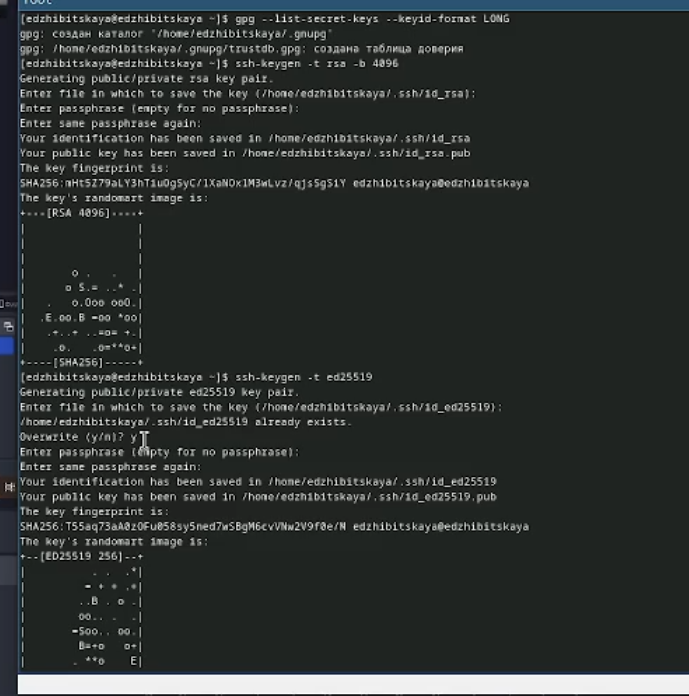 root
[edzhibitskaya@edzhibitskaya ~]$ gpg --list-secret-keys --keyid-format LONG
gpg: создан каталог '/home/edzhibitskaya/.gnupg'
gpg: /home/edzhibitskaya/.gnupg/trustdb.gpg: создана таблица доверия
[edzhibitskaya@edzhibitskaya ~]$ ssh-keygen -t rsa -b 4096
Generating public/private rsa key pair.
Enter file in which to save the key (/home/edzhibitskaya/.ssh/id_rsa):
Enter passphrase (empty for no passphrase):
Enter same passphrase again:
Your identification has been saved in /home/edzhibitskaya/.ssh/id_rsa
Your public key has been saved in /home/edzhibitskaya/.ssh/id_rsa.pub
The key fingerprint is:
SHA256:mHt5Z79aLY3hTiuOgSyC/1XaNOx1M3wLvz/qjsSgS1Y edzhibitskaya@edzhibitskaya
The key's randomart image is:
+---[RSA 4096]----+
|                 |
|                 |
|                 |
|       o .   .   |
|      o S.= ..* .|
|   .   o.Ooo ooO.|
|  .E.oo.B =oo *oo|
|   .+..+ ..=o= +.|
|    .o.  .o=**o+|
+----[SHA256]-----+
[edzhibitskaya@edzhibitskaya ~]$ ssh-keygen -t ed25519
Generating public/private ed25519 key pair.
Enter file in which to save the key (/home/edzhibitskaya/.ssh/id_ed25519):
/home/edzhibitskaya/.ssh/id_ed25519 already exists.
Overwrite (y/n)? y
Enter passphrase (empty for no passphrase):
Enter same passphrase again:
Your identification has been saved in /home/edzhibitskaya/.ssh/id_ed25519
Your public key has been saved in /home/edzhibitskaya/.ssh/id_ed25519.pub
The key fingerprint is:
SHA256:T55aq73aA0zOFu058sy5ned7wSBgM6cvVNw2V9f0e/M edzhibitskaya@edzhibitskaya
The key's randomart image is:
+--[ED25519 256]--+
|          . .  .*|
|         = + + .+|
|        ..B . o .|
|        oo.. .  .|
|       =Soo.. oo.|
|        B=+o   o+|
|       . **o    E|